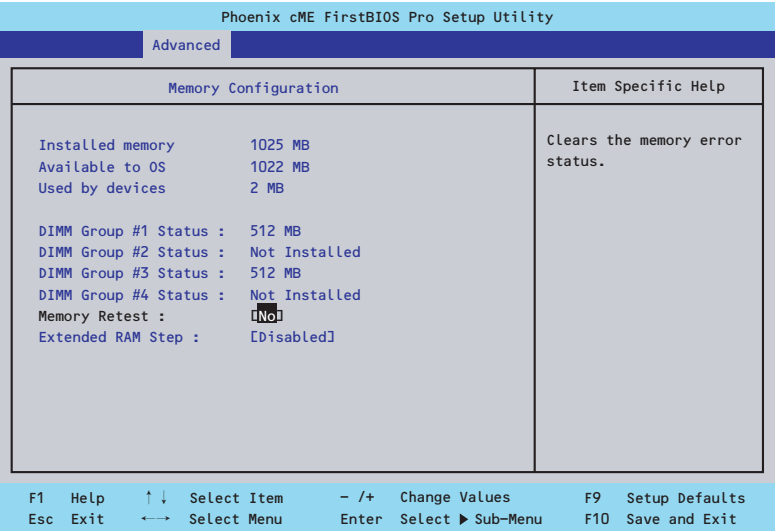 Phoenix cME FirstBIOS Pro Setup Utility
Advanced
Memory Configuration
Item Specific Help
Installed memory 1025 MB
Available to OS 1022 MB
Used by devices 2 MB
DIMM Group #1 Status : 512 MB
DIMM Group #2 Status : Not Installed
DIMM Group #3 Status : 512 MB
DIMM Group #4 Status : Not Installed
Memory Retest : [No]
Extended RAM Step : [Disabled]
Clears the memory error
status.
F1 Help ↑↓ Select Item - /+ Change Values F9 Setup Defaults
Esc Exit ←→ Select Menu Enter Select ▶ Sub-Menu F10 Save and Exit